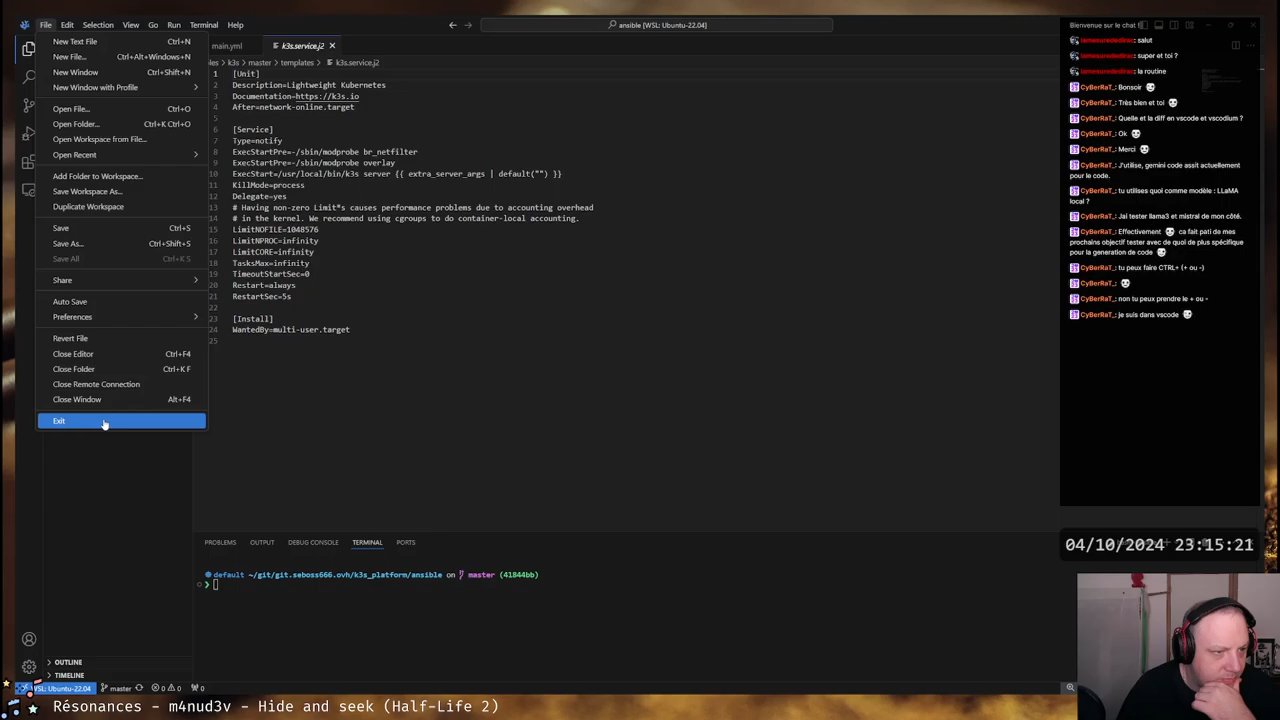 File Edit Selection View Go Run Terminal Help
ansible [WSL: Ubuntu-22.04]
New Text File Ctrl+N
New File... Ctrl+Alt+Windows+N
New Window Ctrl+Shift+N
New Window with Profile
Open File... Ctrl+O
Open Folder... Ctrl+K Ctrl+O
Open Workspace from File...
Open Recent
Add Folder to Workspace...
Save Workspace As...
Duplicate Workspace
Save Ctrl+S
Save As... Ctrl+Shift+S
Save All Ctrl+K S
Share
Auto Save
Preferences
Revert File
Close Editor Ctrl+F4
Close Folder Ctrl+K F
Close Remote Connection
Close Window Alt+F4
Exit
main.yml k3s.service.j2
k3s > master > templates > k3s.service.j2
1 [Unit]
2 Description=Lightweight Kubernetes
3 Documentation=https://k3s.io
4 After=network-online.target
5
6 [Service]
7 Type=notify
8 ExecStartPre=-/sbin/modprobe br_netfilter
9 ExecStartPre=-/sbin/modprobe overlay
10 ExecStart=/usr/local/bin/k3s server {{ extra_server_args | default("") }}
11 KillMode=process
12 Delegate=yes
13 # Having non-zero Limit*s causes performance problems due to accounting overhead
14 # in the kernel. We recommend using cgroups to do container-local accounting.
15 LimitNOFILE=1048576
16 LimitNPROC=infinity
17 LimitCORE=infinity
18 TasksMax=infinity
19 TimeoutStartSec=0
20 Restart=always
21 RestartSec=5s
22
23 [Install]
24 WantedBy=multi-user.target
25
PROBLEMS OUTPUT DEBUG CONSOLE TERMINAL PORTS
default ~/git/git.seboss666.ovh/k3s_platform/ansible on master (41844bb)
OUTLINE
TIMELINE
WSL: Ubuntu-22.04 master 0 0 0
Bienvenue sur le chat
lamesuredediras: salut
lamesuredediras: super et toi ?
lamesuredediras: la routine
CyBerRaT_: Bonsoir
CyBerRaT_: Très bien et toi
CyBerRaT_: Quelle et la diff en vscode et vscodium ?
CyBerRaT_: Ok
CyBerRaT_: Merci
CyBerRaT_: J'utilise, gemini code assit actuellement
pour le code.
CyBerRaT_: tu utilises quoi comme modèle : LLaMA
local ?
CyBerRaT_: Jai tester llama3 et mistral de mon côté.
CyBerRaT_: Effectivement ca fait pati de mes
prochains objectif tester avec de quoi de plus spécifique
pour la generation de code
CyBerRaT_: tu peux faire CTRL+ (+ ou -)
CyBerRaT_:
CyBerRaT_: non tu peux prendre le + ou -
CyBerRaT_: je suis dans vscode
04/10/2024 23:15:21
Résonances - m4nud3v - Hide and seek (Half-Life 2)